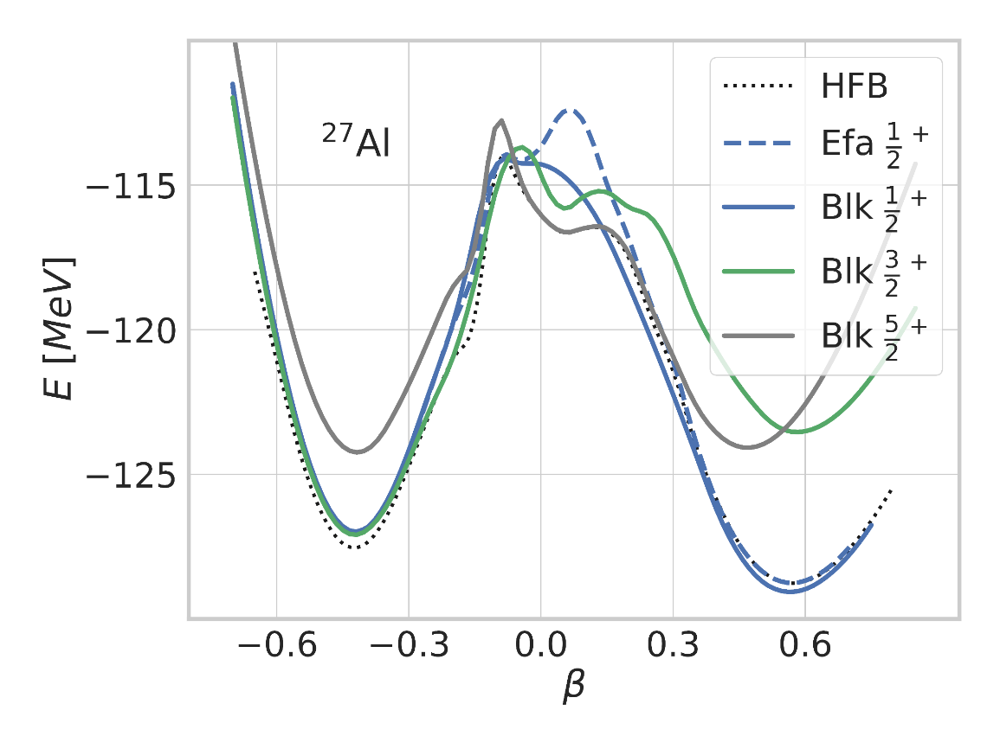 ²⁷Al
HFB
Efa 1/2 +
Blk 1/2 +
Blk 3/2 +
Blk 5/2 +
E [MeV]
−115
−120
−125
−0.6 −0.3 0.0 0.3 0.6
β